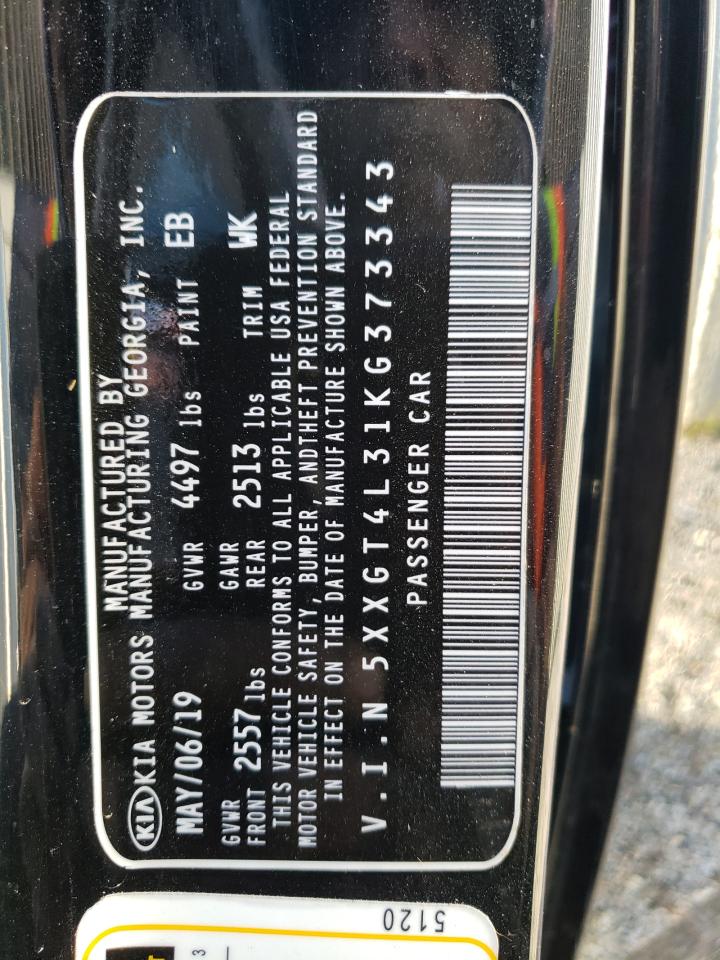 MANUFACTURED BY
KIA KIA MOTORS MANUFACTURING GEORGIA, INC.
MAY/06/19 GVWR 4497 lbs PAINT EB
GVWR FRONT 2557 lbs GAWR REAR 2513 lbs TRIM WK
THIS VEHICLE CONFORMS TO ALL APPLICABLE USA FEDERAL
MOTOR VEHICLE SAFETY, BUMPER, ANDTHEFT PREVENTION STANDARD
IN EFFECT ON THE DATE OF MANUFACTURE SHOWN ABOVE.
V.I.N 5XXGT4L31KG373343
PASSENGER CAR
5120
3